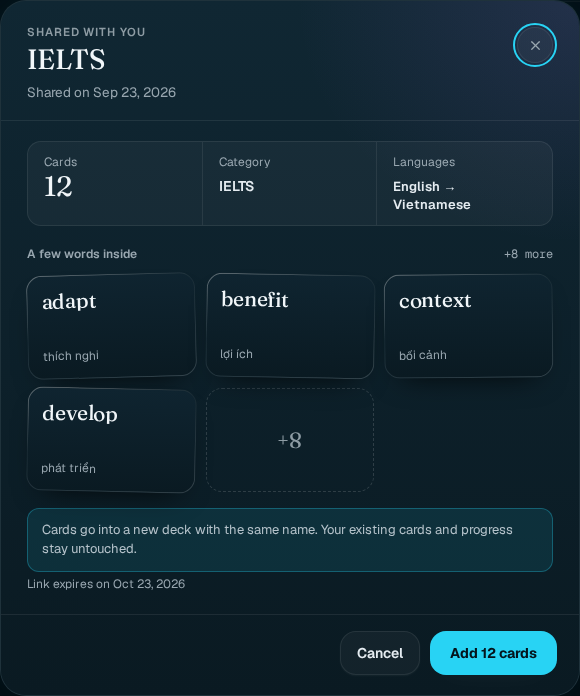 SHARED WITH YOU
IELTS
Shared on Sep 23, 2026
Cards
12
Category
IELTS
Languages
English →
Vietnamese
A few words inside
+8 more
adapt
thích nghi
benefit
lợi ích
context
bối cảnh
develop
phát triển
+8
Cards go into a new deck with the same name. Your existing cards and progress
stay untouched.
Link expires on Oct 23, 2026
Cancel
Add 12 cards